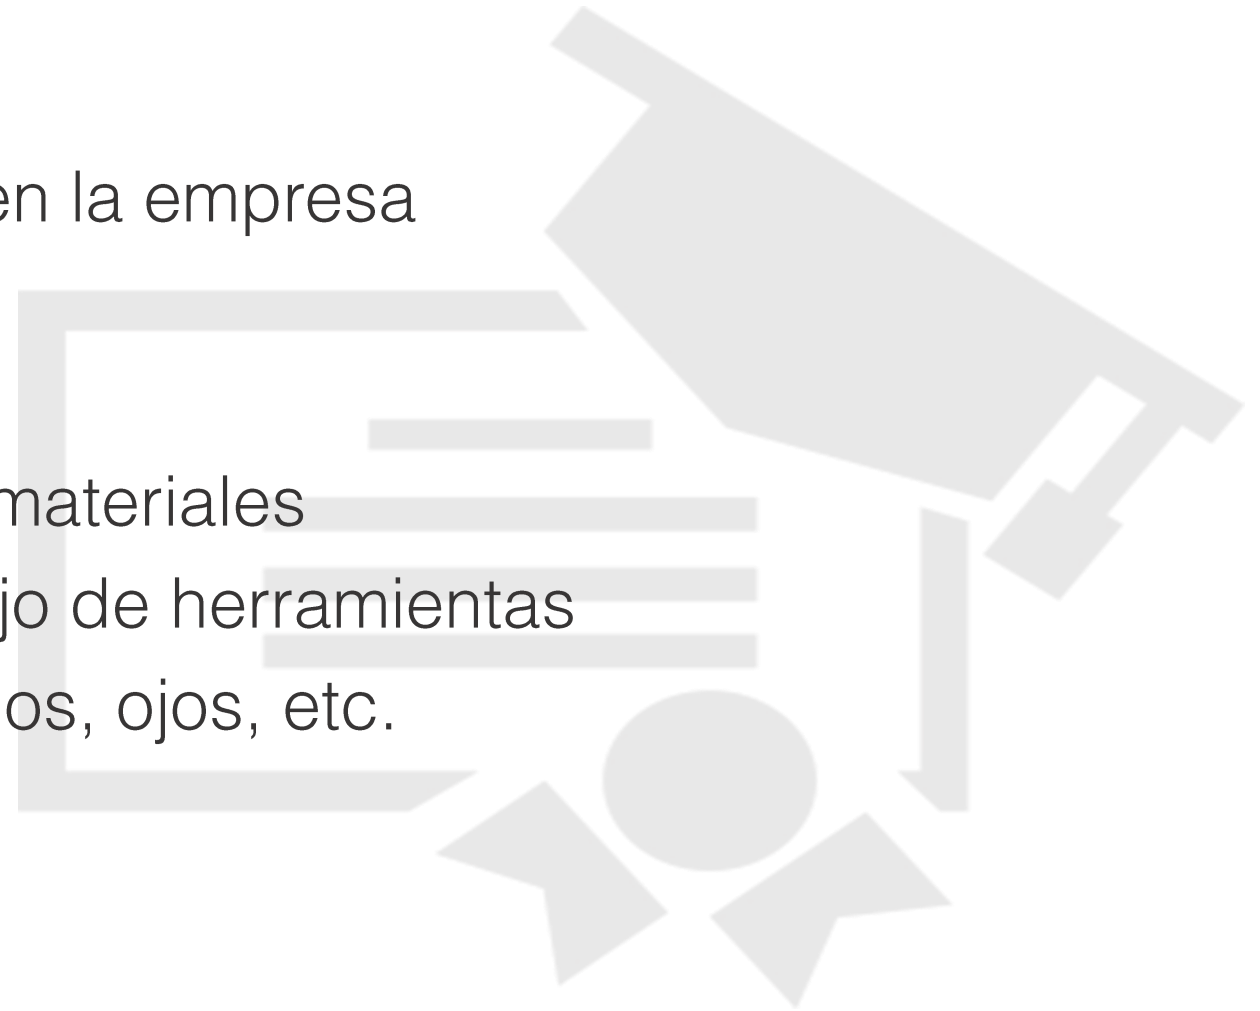 en la empresa
materiales
jo de herramientas
os, ojos, etc.